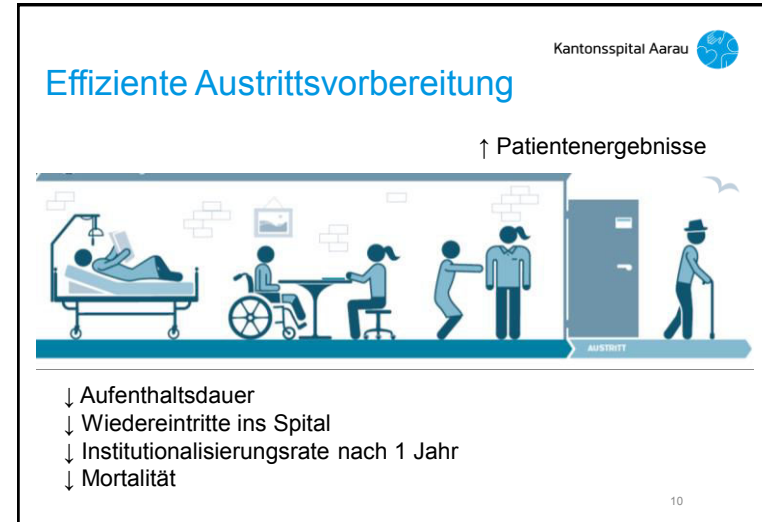 Kantonsspital Aarau
Effiziente Austrittsvorbereitung
↑ Patientenergebnisse
AUSTRITT
↓ Aufenthaltsdauer
↓ Wiedereintritte ins Spital
↓ Institutionalisierungsrate nach 1 Jahr
↓ Mortalität
10